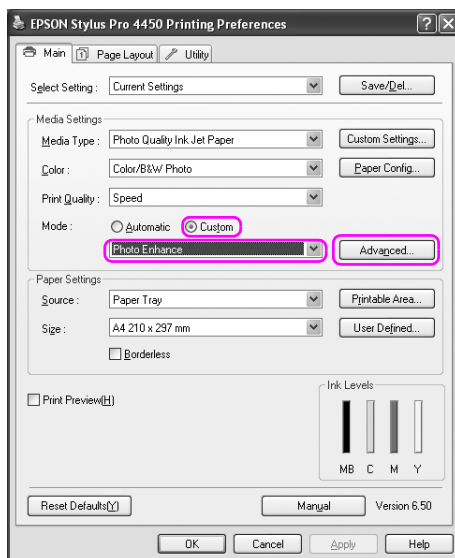 EPSON Stylus Pro 4450 Printing Preferences
Main Page Layout Utility
Select Setting : Current Settings Save/Del...
Media Settings
Media Type : Photo Quality Ink Jet Paper Custom Settings...
Color : Color/B&W Photo Paper Config...
Print Quality : Speed
Mode : Automatic Custom
Photo Enhance Advanced...
Paper Settings
Source : Paper Tray Printable Area...
Size : A4 210 x 297 mm User Defined...
Borderless
Ink Levels
Print Preview(H)
MB C M Y
Reset Defaults(Y) Manual Version 6.50
OK Cancel Apply Help